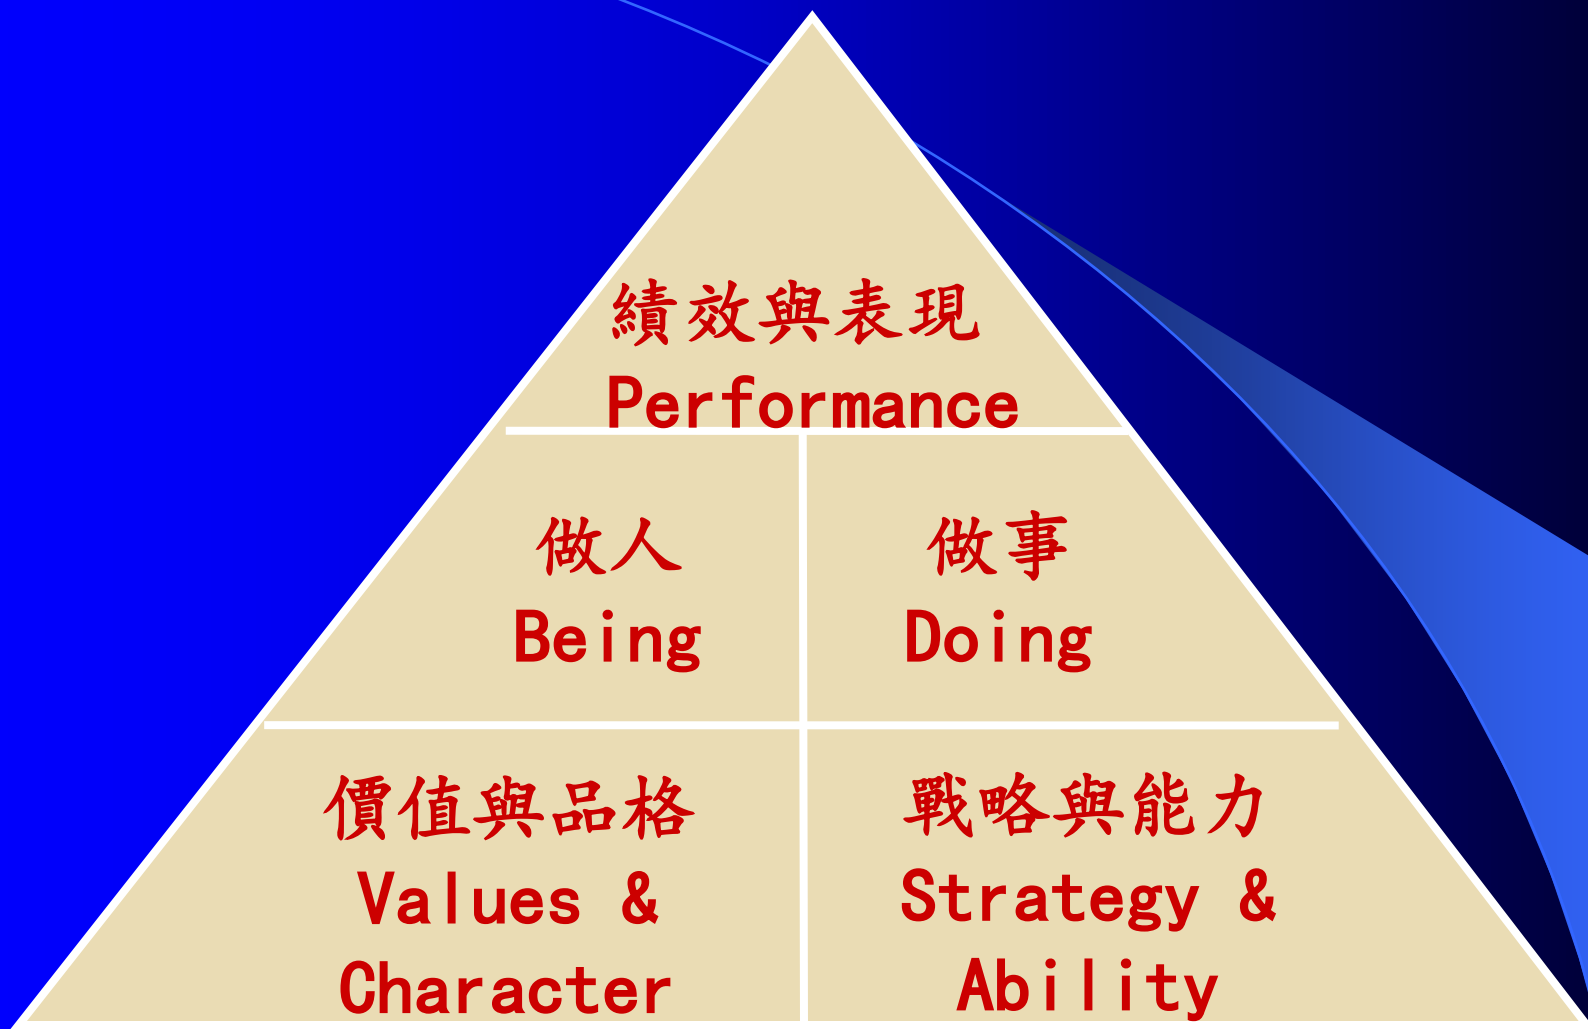 績效與表現
Performance
做人
Being
做事
Doing
價值與品格
Values &
Character
戰略與能力
Strategy &
Ability